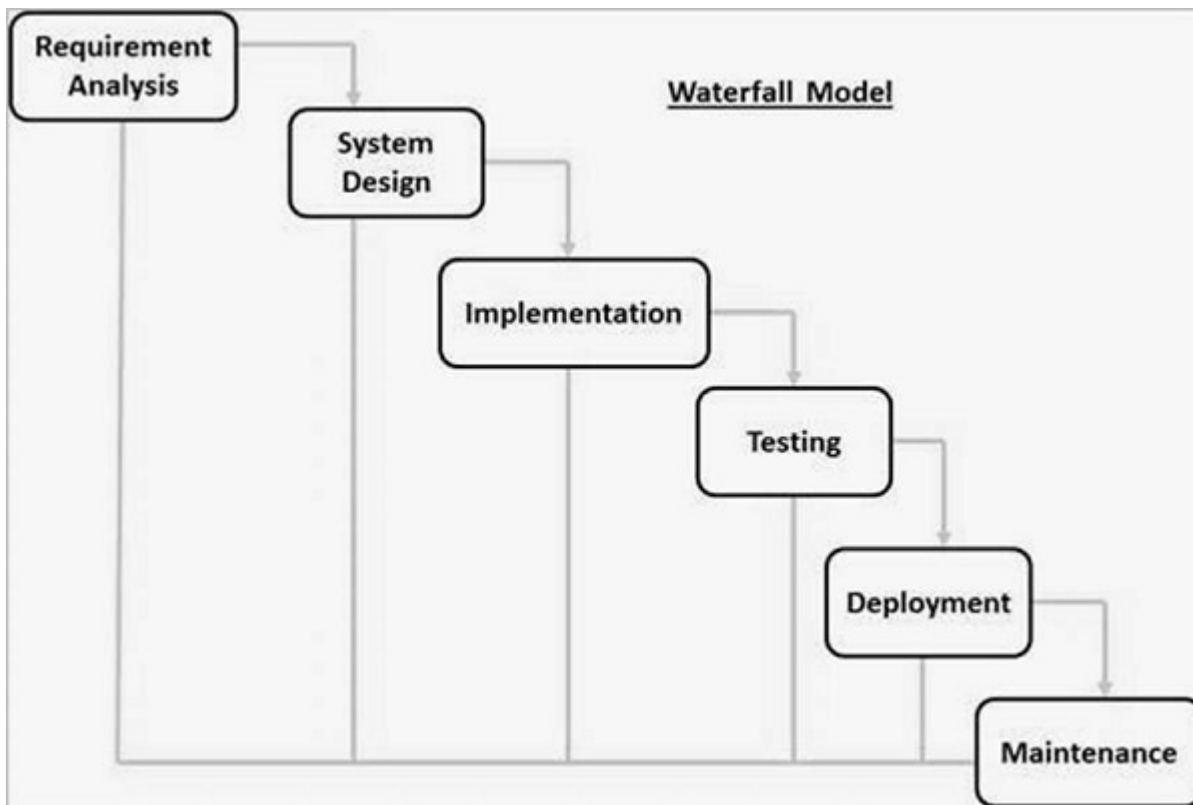 Requirement
Analysis
Waterfall Model
System
Design
Implementation
Testing
Deployment
Maintenance